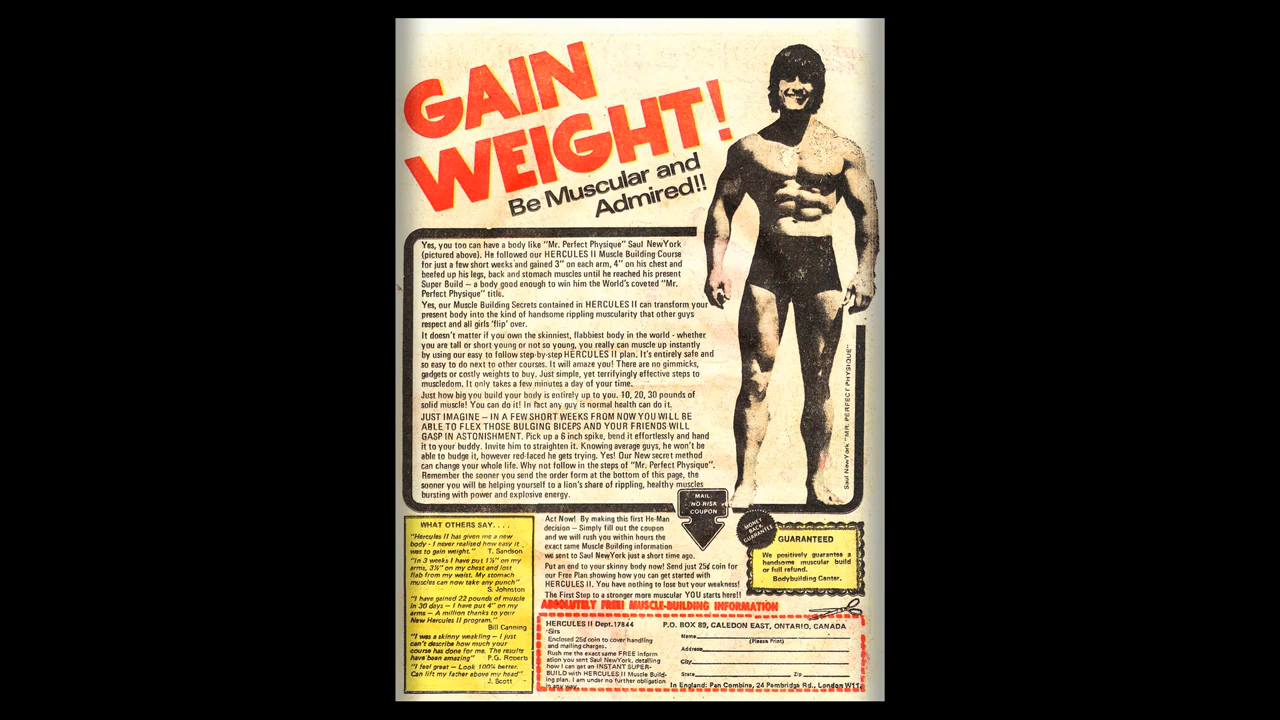 GAIN
WEIGHT!
Be Muscular and
Admired!!
Yes, you too can have a body like "Mr. Perfect Physique" Saul NewYork
(pictured above). He followed our HERCULES II Muscle Building Course
for just a few short weeks and gained 3" on each arm, 4" on his chest and
beefed up his legs, back and stomach muscles until he reached his present
Super Build – a body good enough to win him the World's coveted "Mr.
Perfect Physique" title.
Yes, our Muscle Building Secrets contained in HERCULES II can transform your
present body into the kind of handsome rippling muscularity that other guys
respect and all girls 'flip' over.
It doesn't matter if you own the skinniest, flabbiest body in the world - whether
you are tall or short young or not so young, you really can muscle up instantly
by using our easy to follow step-by-step HERCULES II plan. It's entirely safe and
so easy to do next to other courses. It will amaze you! There are no gimmicks,
gadgets or costly weights to buy. Just simple, yet terrifyingly effective steps to
muscledom. It only takes a few minutes a day of your time.
Just how big you build your body is entirely up to you. 10, 20, 30 pounds of
solid muscle! You can do it! In fact any guy is normal health can do it.
JUST IMAGINE – IN A FEW SHORT WEEKS FROM NOW YOU WILL BE
ABLE TO FLEX THOSE BULGING BICEPS AND YOUR FRIENDS WILL
GASP IN ASTONISHMENT. Pick up a 6 inch spike, bend it effortlessly and hand
it to your buddy. Invite him to straighten it. Knowing average guys, he won't be
able to budge it, however red-faced he gets trying. Yes! Our New secret method
can change your whole life. Why not follow in the steps of "Mr. Perfect Physique".
Remember the sooner you send the order form at the bottom of this page, the
sooner you will be helping yourself to a lion's share of rippling, healthy muscles
bursting with power and explosive energy.
Saul NewYork "MR. PERFECT PHYSIQUE"
MAIL
NO RISK
COUPON
WHAT OTHERS SAY. . . .
"Hercules II has given me a new
body - I never realised how easy it
was to gain weight." T. Sandson
"In 3 weeks I have put 1½" on my
arms, 3½" on my chest and lost
flab from my waist. My stomach
muscles can now take any punch"
S. Johnston
"I have gained 22 pounds of muscle
in 30 days – I have put 4" on my
arms – A million thanks to your
New Hercules II program."
Bill Canning
"I was a skinny weakling – I just
can't describe how much your
course has done for me. The results
have been amazing" P.G. Roberts
"I feel great – Look 100% better.
Can lift my father above my head"
J. Scott
Act Now! By making this first He-Man
decision – Simply fill out the coupon
and we will rush you within hours the
exact same Muscle Building information
we sent to Saul NewYork just a short time ago.
Put an end to your skinny body now! Send just 25¢ coin for
our Free Plan showing how you can get started with
HERCULES II. You have nothing to lose but your weakness!
The First Step to a stronger more muscular YOU starts here!!
MONEY
BACK
GUARANTEE
GUARANTEED
We positively guarantee a
handsome muscular build
or full refund.
Bodybuilding Center.
ABSOLUTELY FREE! MUSCLE-BUILDING INFORMATION
HERCULES II Dept.17844 P.O. BOX 89, CALEDON EAST, ONTARIO, CANADA
Sirs
Enclosed 25¢ coin to cover handling
and mailing charges.
Rush me the exact same FREE inform
ation you sent Saul NewYork, detailing
how I can get an INSTANT SUPER-
BUILD with HERCULES II Muscle Build-
ing plan. I am under no further obligation
in any way.
Name
(Please Print)
Address
City
State Zip
In England: Pan Combine, 24 Pembridge Rd., London W11